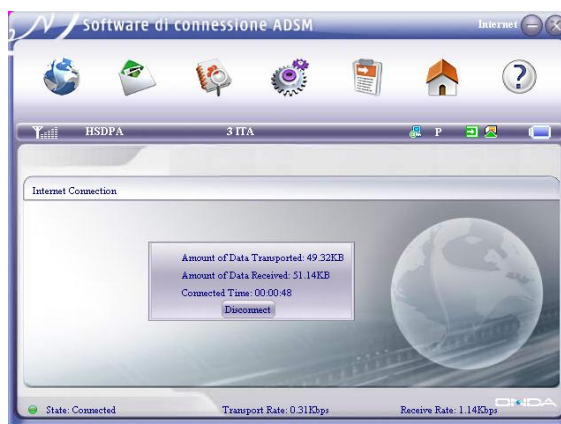 Software di connessione ADSM
Internet
HSDPA 3 ITA P
Internet Connection
Amount of Data Transported: 49.32KB
Amount of Data Received: 51.14KB
Connected Time: 00:00:48
Disconnect
ONDA
State: Connected Transport Rate: 0.31Kbps Receive Rate: 1.14Kbps